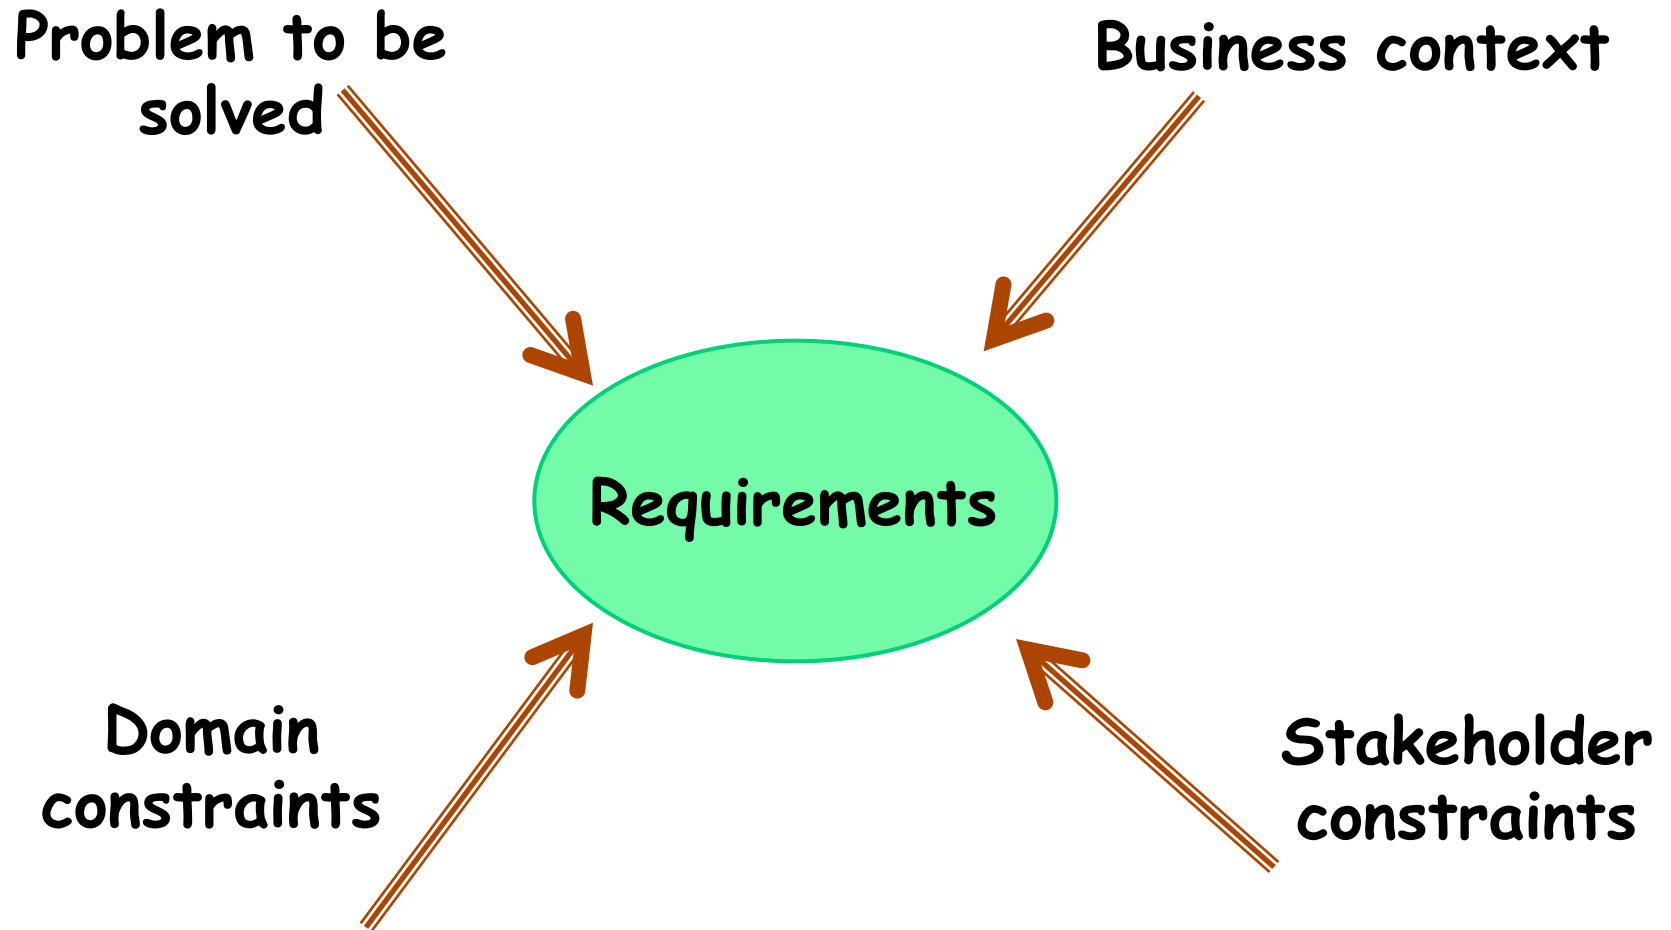 Problem to be
solved
Business context
Requirements
Domain
constraints
Stakeholder
constraints